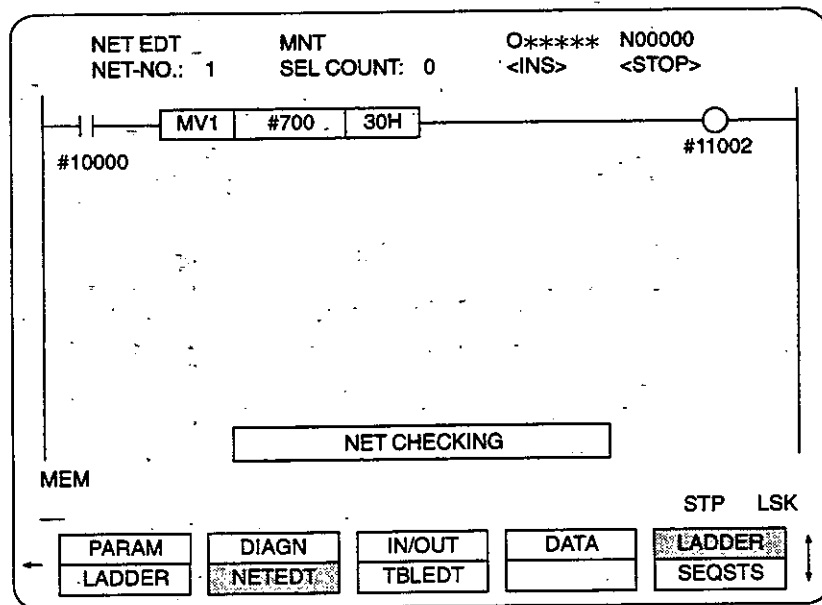 NET EDT MNT O***** N00000
NET-NO.: 1 SEL COUNT: 0 <INS> <STOP>
MV1 #700 30H
#10000 #11002
NET CHECKING
MEM
STP LSK
PARAM DIAGN IN/OUT DATA LADDER
LADDER NETEDT TBLEDT SEQSTS